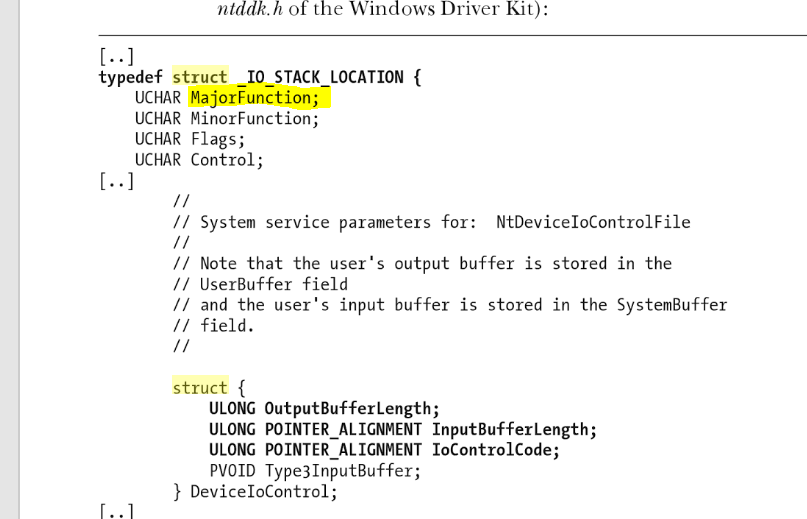 ntddk.h of the Windows Driver Kit):
[..]
typedef struct _IO_STACK_LOCATION {
UCHAR MajorFunction;
UCHAR MinorFunction;
UCHAR Flags;
UCHAR Control;
[..]
//
// System service parameters for: NtDeviceIoControlFile
//
// Note that the user's output buffer is stored in the
// UserBuffer field
// and the user's input buffer is stored in the SystemBuffer
// field.
//
struct {
ULONG OutputBufferLength;
ULONG POINTER_ALIGNMENT InputBufferLength;
ULONG POINTER_ALIGNMENT IoControlCode;
PVOID Type3InputBuffer;
} DeviceIoControl;
[..]